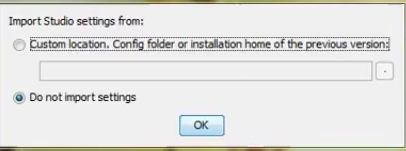 Import Studio settings from:
Custom location. Config folder or installation home of the previous version:
Do not import settings
OK